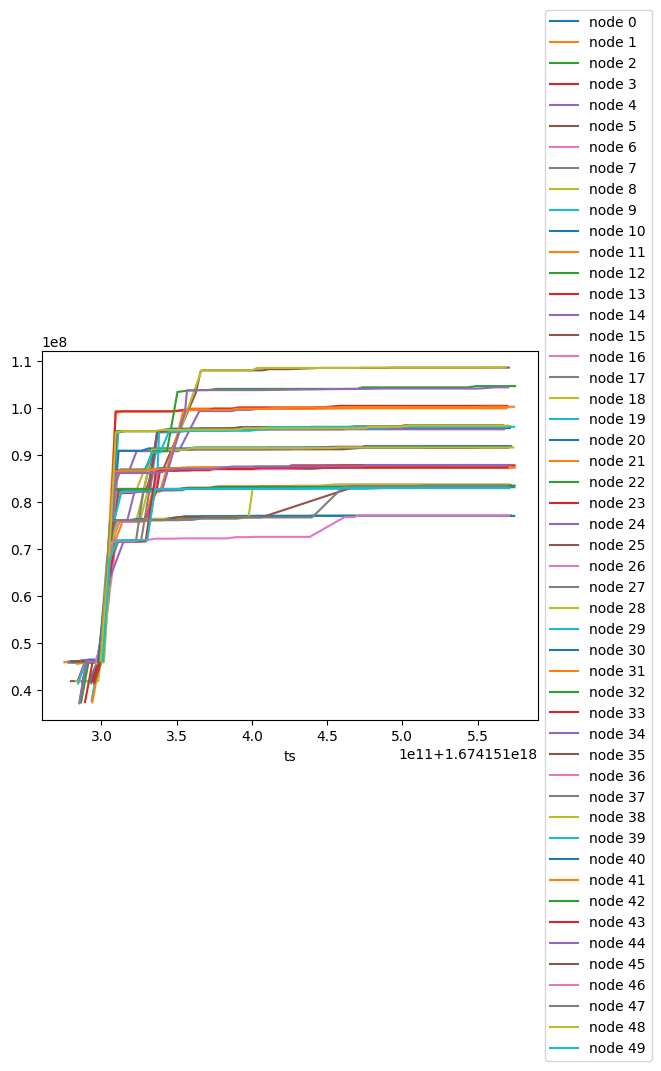 1e8
1.1
1.0
0.9
0.8
0.7
0.6
0.5
0.4
3.0 3.5 4.0 4.5 5.0 5.5
1e11+1.674151e18
ts
node 0
node 1
node 2
node 3
node 4
node 5
node 6
node 7
node 8
node 9
node 10
node 11
node 12
node 13
node 14
node 15
node 16
node 17
node 18
node 19
node 20
node 21
node 22
node 23
node 24
node 25
node 26
node 27
node 28
node 29
node 30
node 31
node 32
node 33
node 34
node 35
node 36
node 37
node 38
node 39
node 40
node 41
node 42
node 43
node 44
node 45
node 46
node 47
node 48
node 49